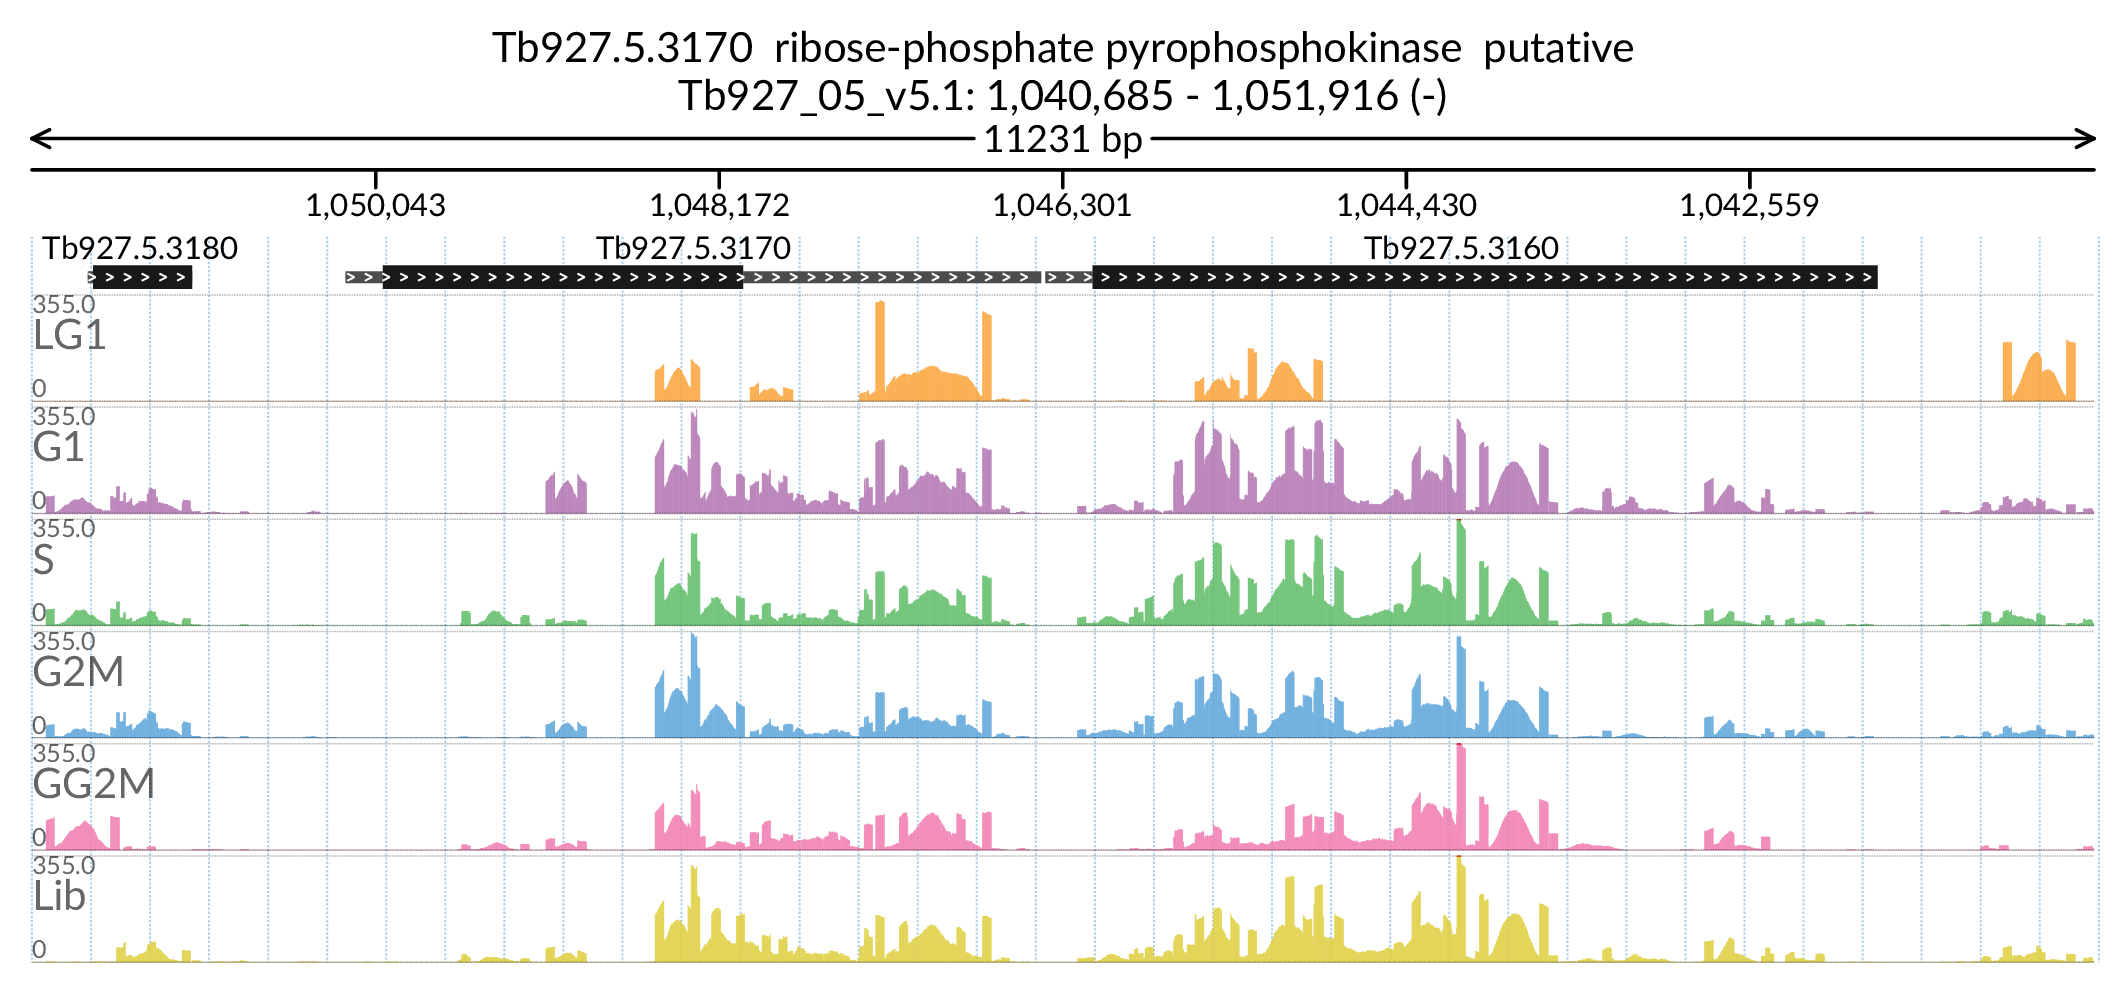 Tb927.5.3170  ribose-phosphate pyrophosphokinase  putative
Tb927_05_v5.1: 1,040,685 - 1,051,916 (-)
11231 bp
1,050,043 1,048,172 1,046,301 1,044,430 1,042,559
Tb927.5.3180 Tb927.5.3170 Tb927.5.3160
355.0
LG1
0
355.0
G1
0
355.0
S
0
355.0
G2M
0
355.0
GG2M
0
355.0
Lib
0